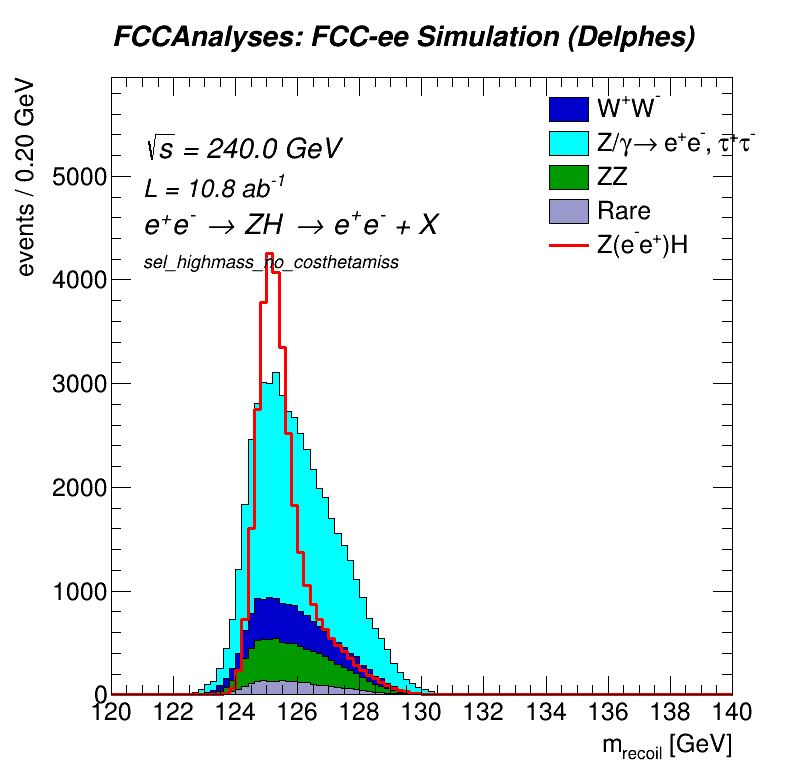 FCCAnalyses: FCC-ee Simulation (Delphes)
events / 0.20 GeV
√s = 240.0 GeV
L = 10.8 ab⁻¹
e⁺e⁻ → ZH → e⁺e⁻ + X
sel_highmass_no_costhetamiss
W⁺W⁻
Z/γ→ e⁺e⁻, τ⁺τ⁻
ZZ
Rare
Z(e⁻e⁺)H
5000
4000
3000
2000
1000
0
120 122 124 126 128 130 132 134 136 138 140
m_recoil [GeV]